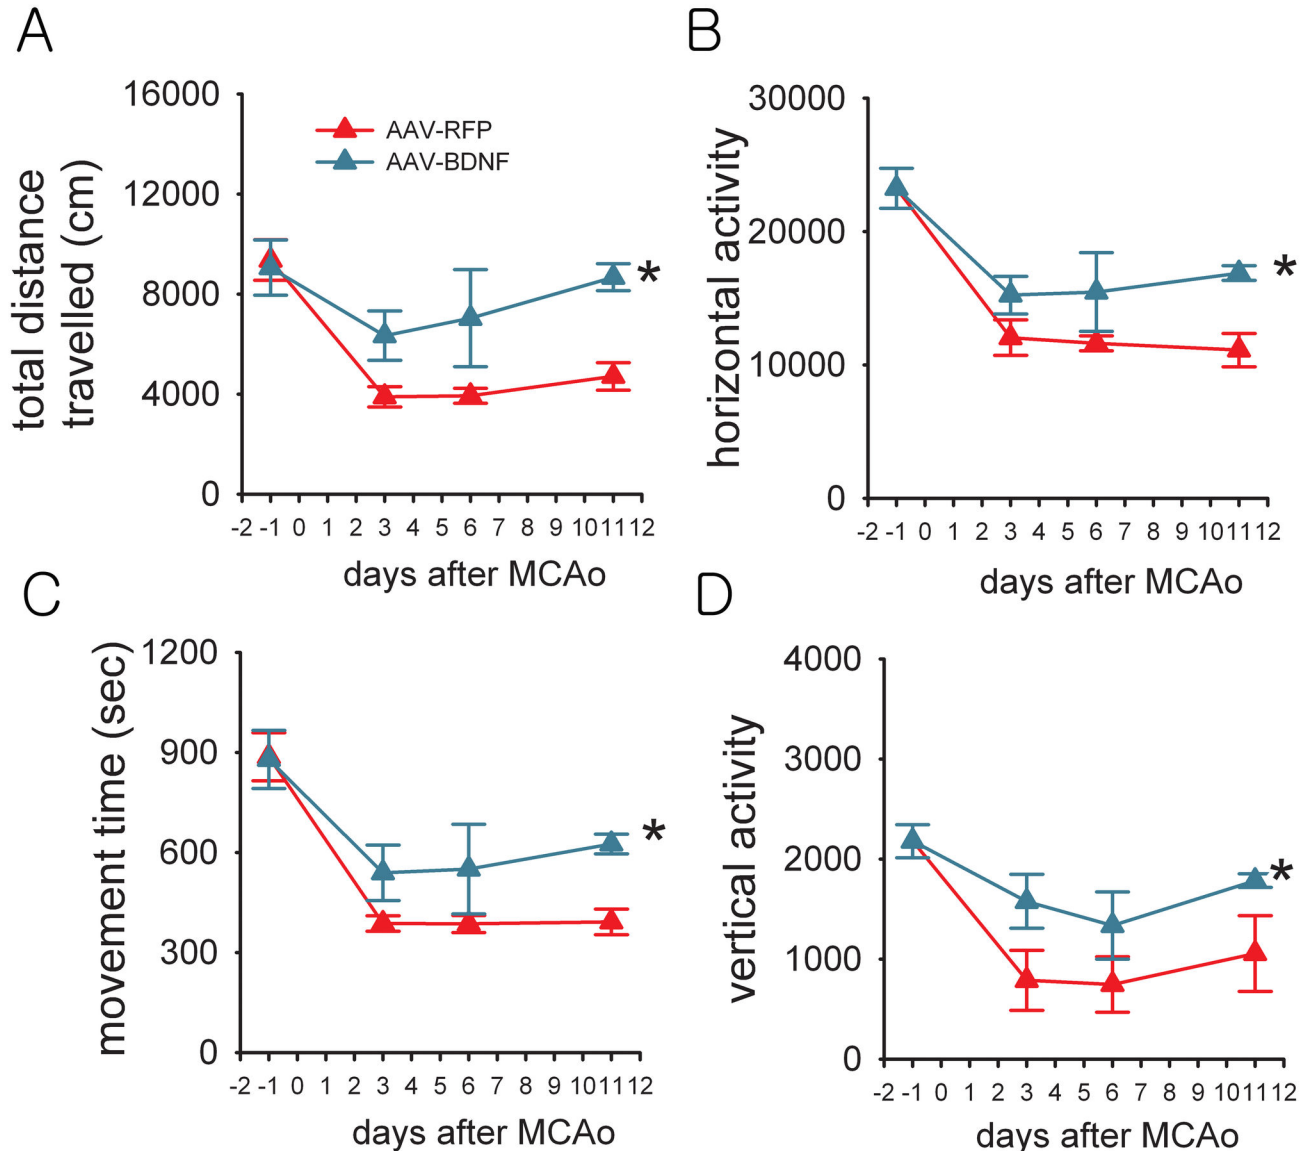 A
total distance
travelled (cm)
16000
12000
8000
4000
0
AAV-RFP
AAV-BDNF
*
-2 -1 0 1 2 3 4 5 6 7 8 9 10 11 12
days after MCAo
B
horizontal activity
30000
20000
10000
0
*
-2 -1 0 1 2 3 4 5 6 7 8 9 10 11 12
days after MCAo
C
movement time (sec)
1200
900
600
300
0
*
-2 -1 0 1 2 3 4 5 6 7 8 9 10 11 12
days after MCAo
D
vertical activity
4000
3000
2000
1000
0
*
-2 -1 0 1 2 3 4 5 6 7 8 9 10 11 12
days after MCAo